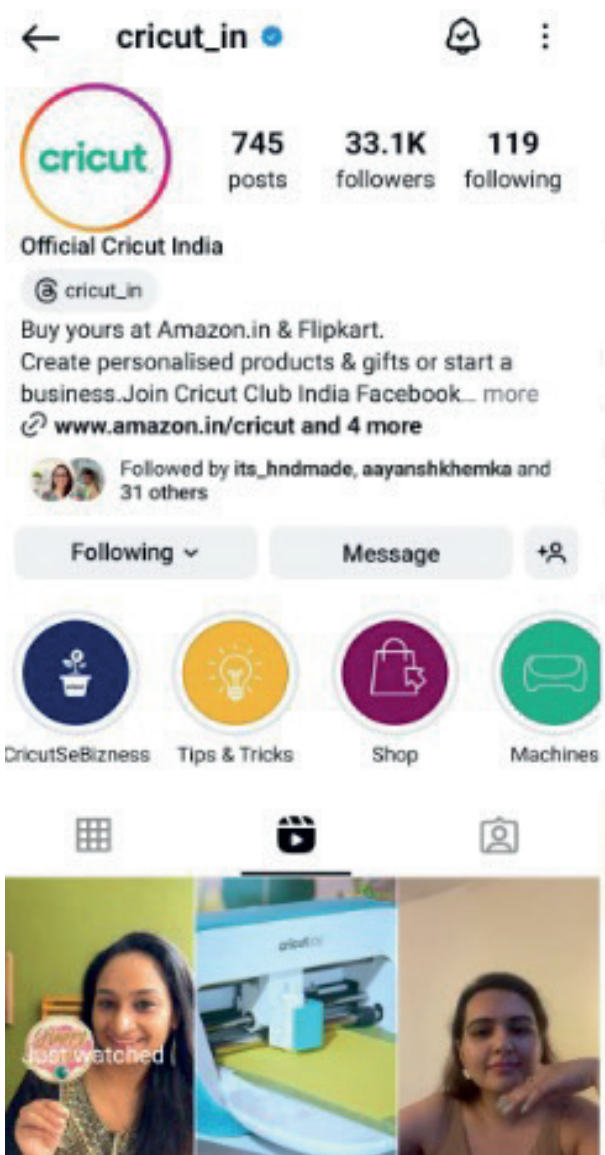 cricut_in
cricut
745 33.1K 119
posts followers following
Official Cricut India
cricut_in
Buy yours at Amazon.in & Flipkart.
Create personalised products & gifts or start a
business.Join Cricut Club India Facebook... more
www.amazon.in/cricut and 4 more
Followed by its_hndmade, aayanshkhemka and
31 others
Following Message
CricutSeBizness Tips & Tricks Shop Machines
cricut
Just watched